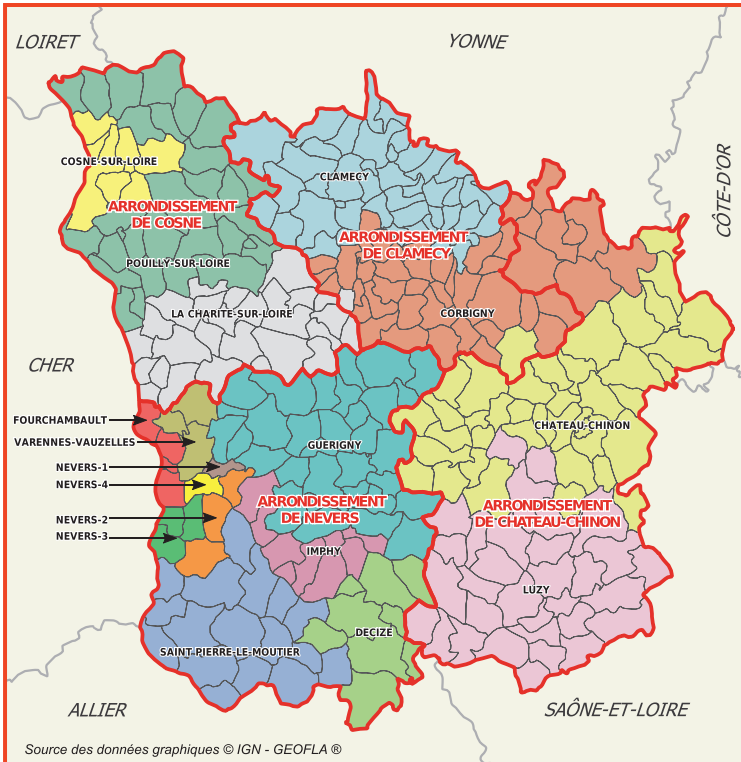 LOIRET
YONNE
CÔTE-D'OR
COSNE-SUR-LOIRE
CLAMECY
ARRONDISSEMENT
DE COSNE
ARRONDISSEMENT
DE CLAMECY
POUILLY-SUR-LOIRE
LA CHARITE-SUR-LOIRE
CORBIGNY
CHER
FOURCHAMBAULT
VARENNES-VAUZELLES
GUERIGNY
CHATEAU-CHINON
NEVERS-1
NEVERS-4
NEVERS-2
NEVERS-3
ARRONDISSEMENT
DE NEVERS
ARRONDISSEMENT
DE CHATEAU-CHINON
IMPHY
LUZY
DECIZE
SAINT-PIERRE-LE-MOUTIER
ALLIER
SAÔNE-ET-LOIRE
Source des données graphiques © IGN - GEOFLA ®